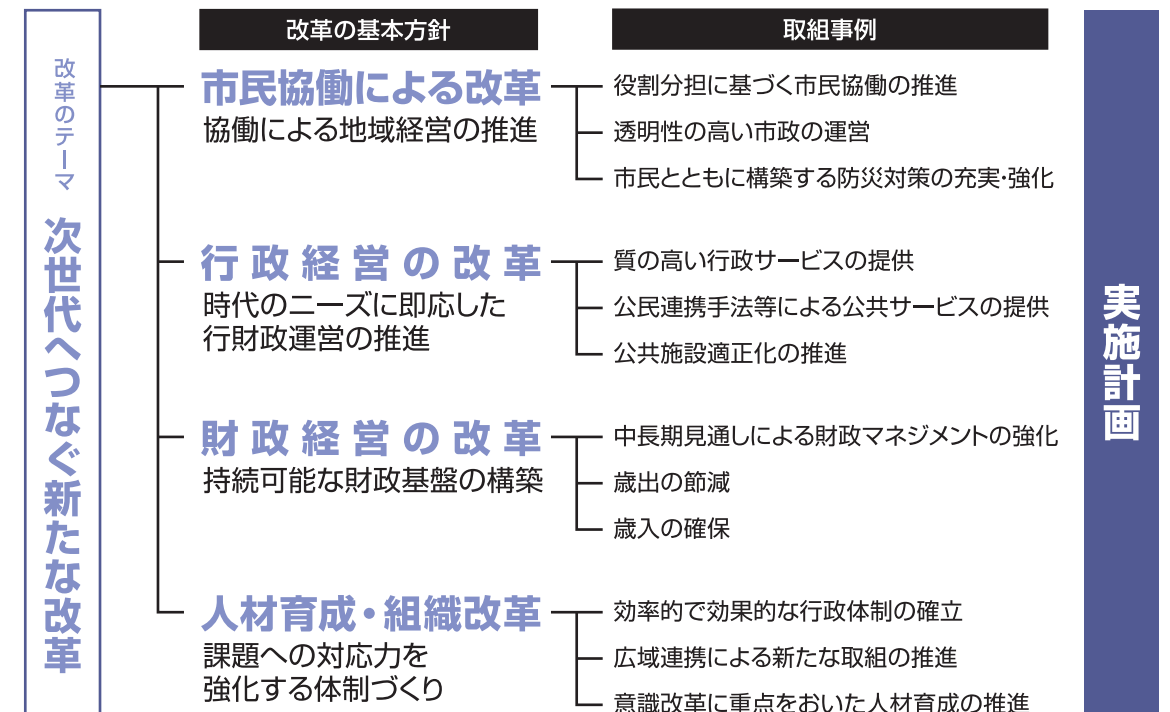 改革のテーマ 次世代へつなぐ新たな改革
改革の基本方針
取組事例
市民協働による改革
協働による地域経営の推進
役割分担に基づく市民協働の推進
透明性の高い市政の運営
市民とともに構築する防災対策の充実・強化
行政経営の改革
時代のニーズに即応した
行財政運営の推進
質の高い行政サービスの提供
公民連携手法等による公共サービスの提供
公共施設適正化の推進
財政経営の改革
持続可能な財政基盤の構築
中長期見通しによる財政マネジメントの強化
歳出の節減
歳入の確保
人材育成・組織改革
課題への対応力を
強化する体制づくり
効率的で効果的な行政体制の確立
広域連携による新たな取組の推進
意識改革に重点をおいた人材育成の推進
実施計画